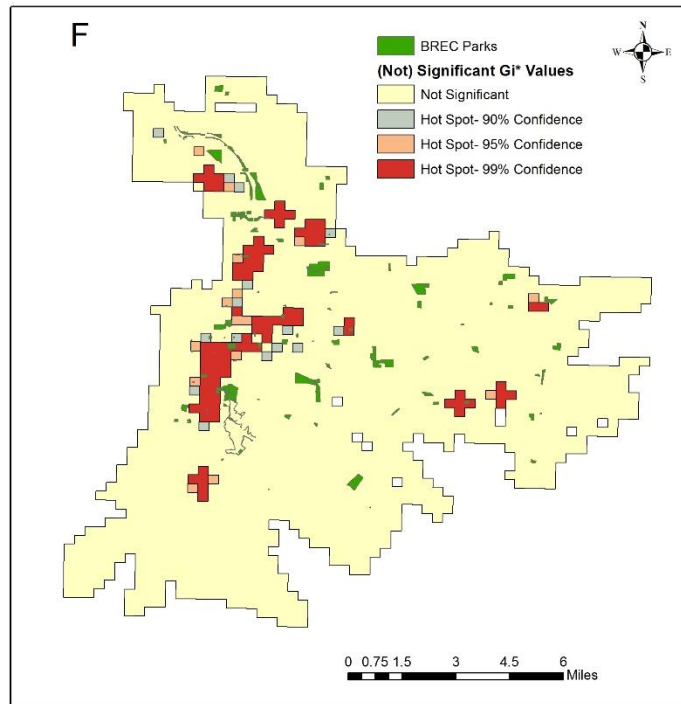 F
BREC Parks
(Not) Significant Gi* Values
Not Significant
Hot Spot- 90% Confidence
Hot Spot- 95% Confidence
Hot Spot- 99% Confidence
N
W E
S
0 0.75 1.5 3 4.5 6
Miles